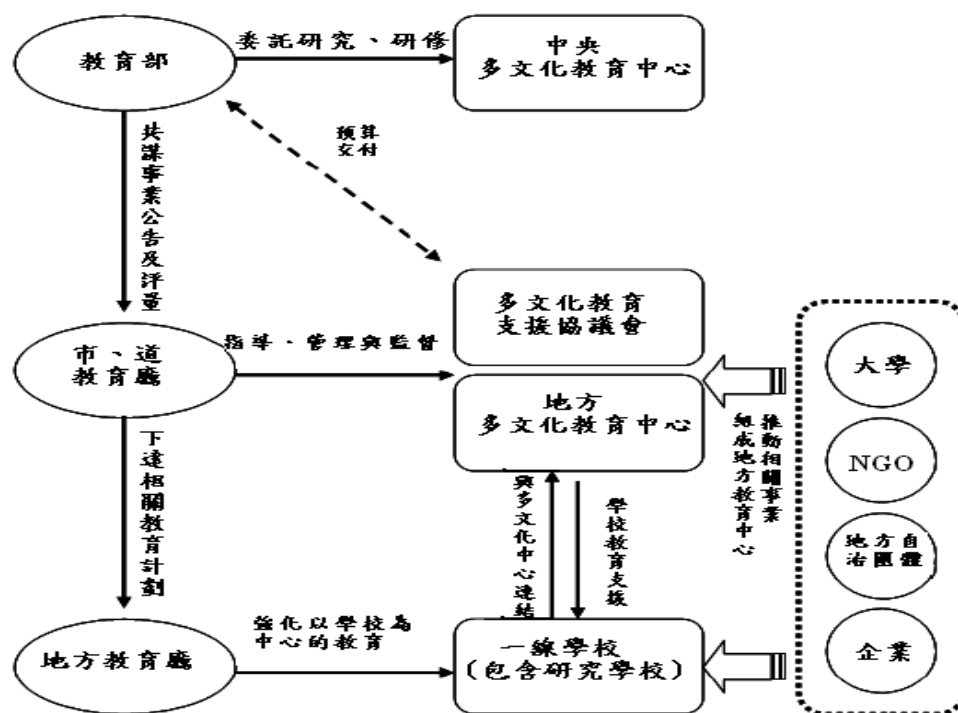 教育部
委託研究、研修
中央
多文化教育中心
預算
交付
共謀事業公告及評量
多文化教育
支援協議會
市、道
教育廳
指導、管理與監督
地方
多文化教育中心
大學
NGO
地方自
治團體
企業
推動相關事業
組成地方教育中心
下達相關教育計劃
與多文化中心連結
學校教育支援
地方教育廳
強化以學校為
中心的教育
一線學校
(包含研究學校)